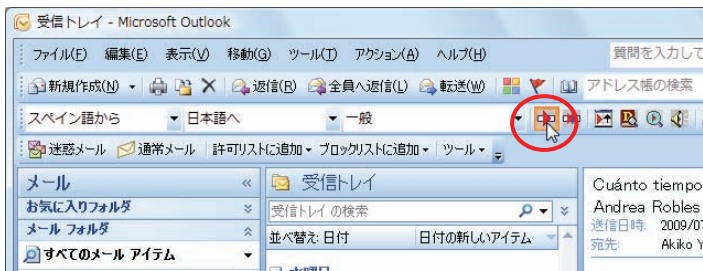 受信トレイ - Microsoft Outlook
ファイル(F) 編集(E) 表示(V) 移動(G) ツール(T) アクション(A) ヘルプ(H) 質問を入力して
新規作成(N) 返信(R) 全員へ返信(L) 転送(W) アドレス帳の検索
スペイン語から 日本語へ 一般
迷惑メール 通常メール 許可リストに追加 ブロックリストに追加 ツール
メール 受信トレイ Cuánto tiempo
お気に入りフォルダ 受信トレイ の検索 Andrea Robles
メール フォルダ 並べ替え: 日付 日付の新しいアイテム 送信日時: 2009/07
すべてのメール アイテム 宛先: Akiko Y
水曜日